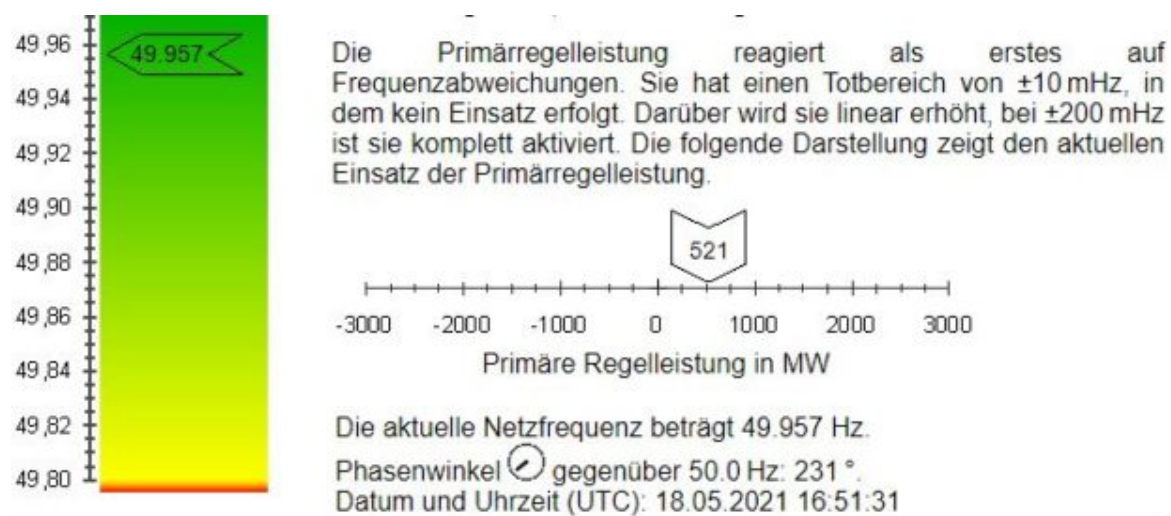 49,96
49.957
49,94
49,92
49,90
49,88
49,86
49,84
49,82
49,80
Die Primärregelleistung reagiert als erstes auf
Frequenzabweichungen. Sie hat einen Totbereich von ±10 mHz, in
dem kein Einsatz erfolgt. Darüber wird sie linear erhöht, bei ±200 mHz
ist sie komplett aktiviert. Die folgende Darstellung zeigt den aktuellen
Einsatz der Primärregelleistung.
521
-3000 -2000 -1000 0 1000 2000 3000
Primäre Regelleistung in MW
Die aktuelle Netzfrequenz beträgt 49.957 Hz.
Phasenwinkel gegenüber 50.0 Hz: 231 °.
Datum und Uhrzeit (UTC): 18.05.2021 16:51:31